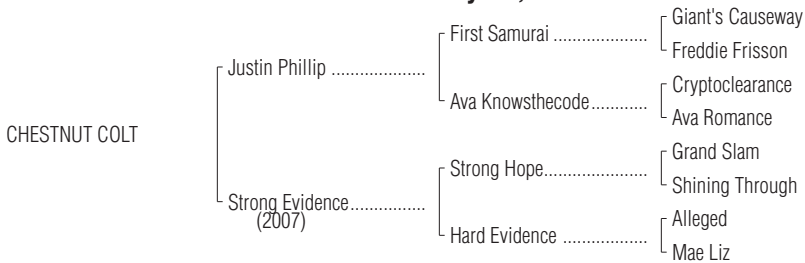 Giant's Causeway
First Samurai ....................
Freddie Frisson
Justin Phillip ....................
Cryptoclearance
Ava Knowsthecode............
Ava Romance
CHESTNUT COLT
Grand Slam
Strong Hope......................
Shining Through
Strong Evidence................
(2007)
Alleged
Hard Evidence ..................
Mae Liz